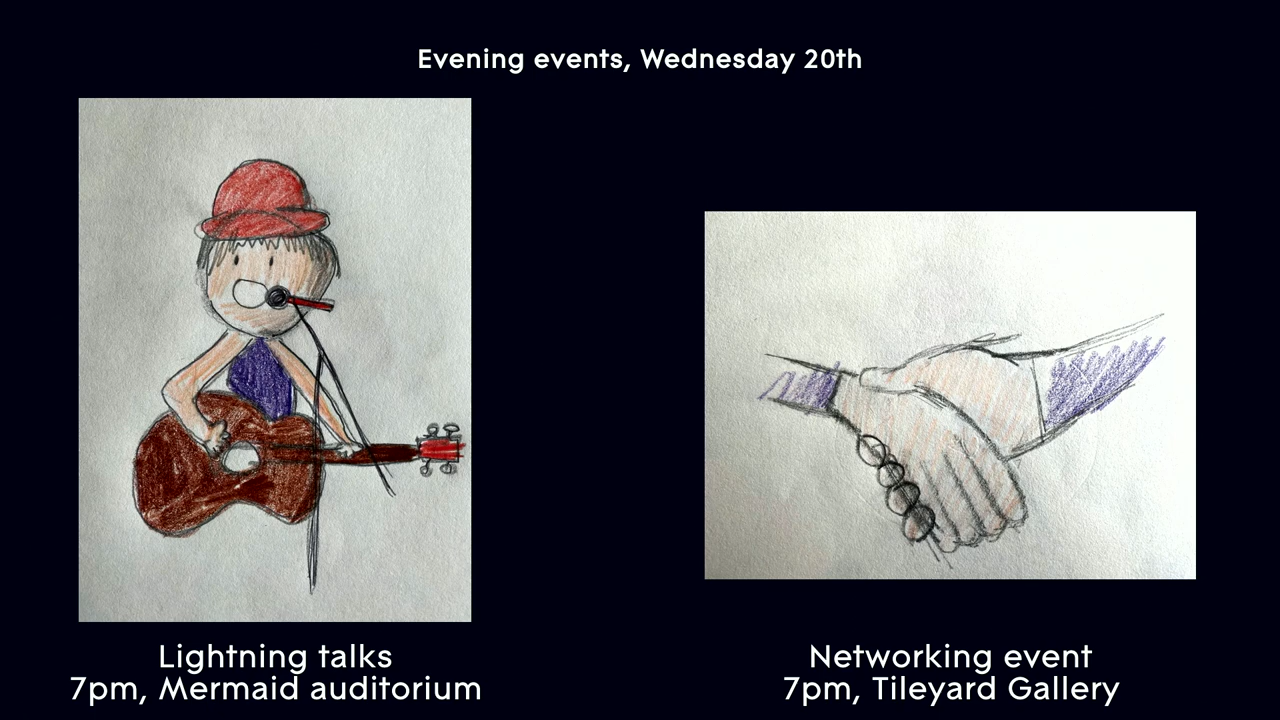 Evening events, Wednesday 20th
Lightning talks
7pm, Mermaid auditorium
Networking event
7pm, Tileyard Gallery